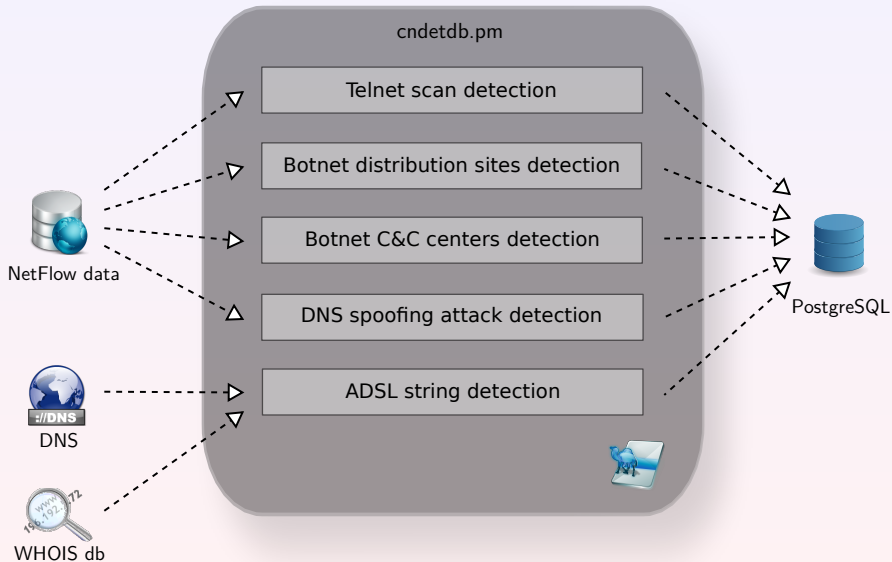 cndetdb.pm
Telnet scan detection
Botnet distribution sites detection
Botnet C&C centers detection
DNS spoofing attack detection
ADSL string detection
NetFlow data
://DNS
DNS
www
WHOIS db
PostgreSQL